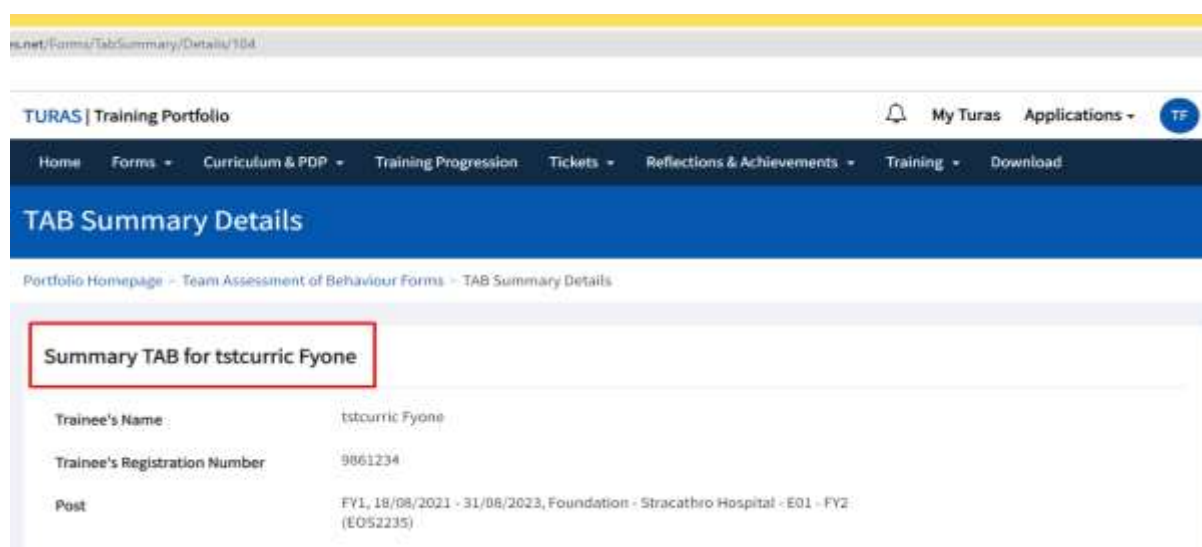 s.net/Forms/TabSummary/Details/104
TURAS | Training Portfolio My Turas Applications TF
Home Forms Curriculum & PDP Training Progression Tickets Reflections & Achievements Training Download
TAB Summary Details
Portfolio Homepage > Team Assessment of Behaviour Forms > TAB Summary Details
Summary TAB for tstcurric Fyone
Trainee's Name tstcurric Fyone
Trainee's Registration Number 9861234
Post FY1, 18/08/2021 - 31/08/2023, Foundation - Stracathro Hospital - E01 - FY2
(EOS2235)